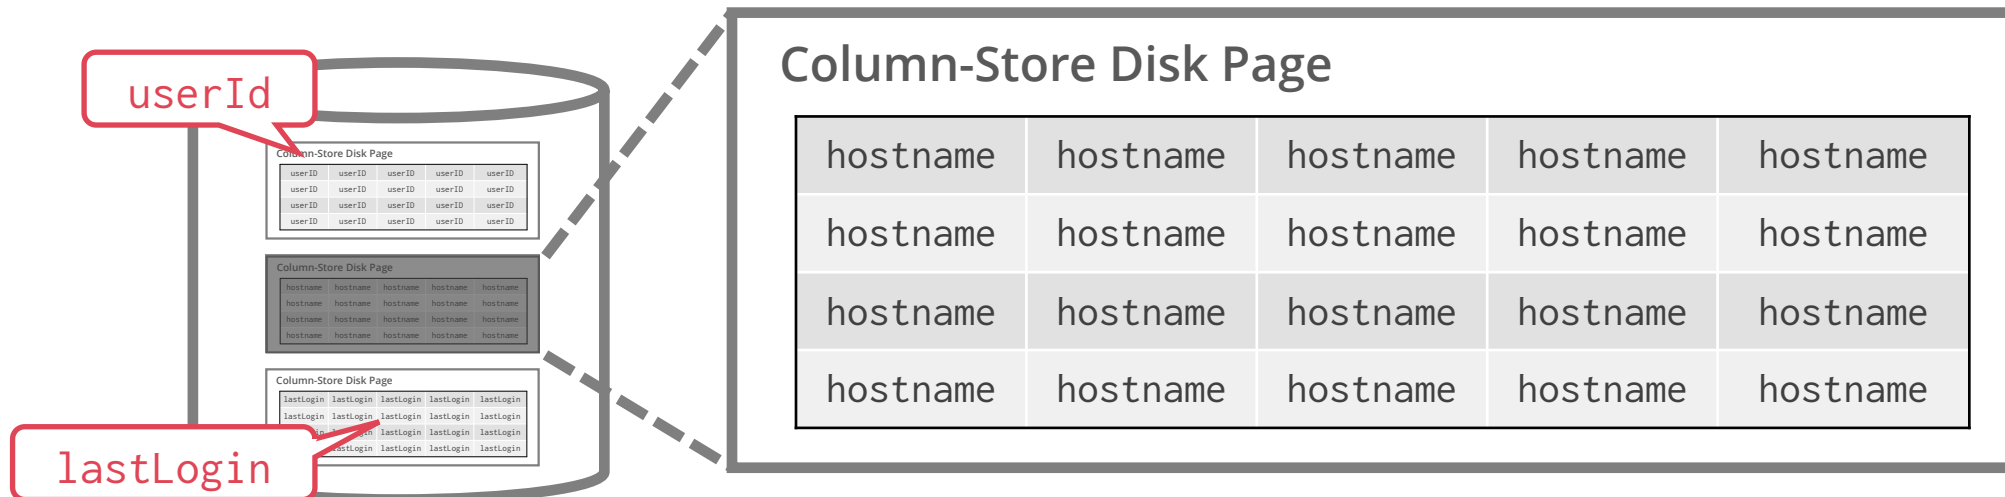 userId
Column-Store Disk Page
userID userID userID userID userID
userID userID userID userID userID
userID userID userID userID userID
userID userID userID userID userID
Column-Store Disk Page
hostname hostname hostname hostname hostname
hostname hostname hostname hostname hostname
hostname hostname hostname hostname hostname
hostname hostname hostname hostname hostname
Column-Store Disk Page
lastLogin lastLogin lastLogin lastLogin lastLogin
lastLogin lastLogin lastLogin lastLogin lastLogin
lastLogin lastLogin lastLogin
lastLogin lastLogin lastLogin
lastLogin
Column-Store Disk Page
hostname hostname hostname hostname hostname
hostname hostname hostname hostname hostname
hostname hostname hostname hostname hostname
hostname hostname hostname hostname hostname